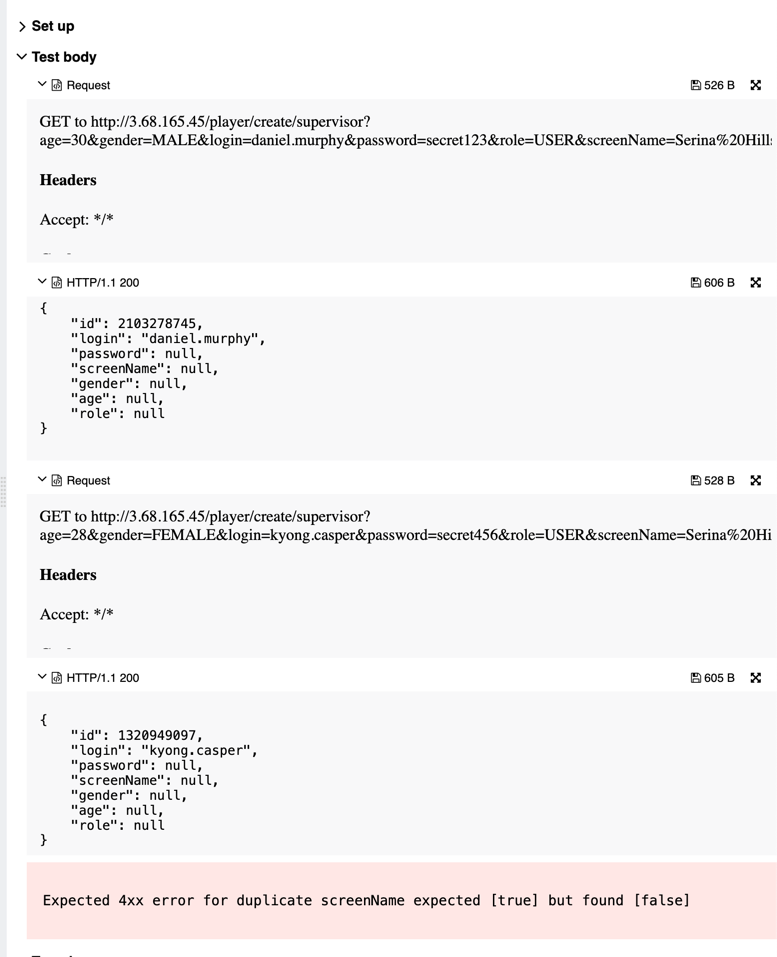 Set up
Test body
Request
526 B
GET to http://3.68.165.45/player/create/supervisor?
age=30&gender=MALE&login=daniel.murphy&password=secret123&role=USER&screenName=Serina%20Hill
Headers
Accept: */*
HTTP/1.1 200
606 B
{
"id": 2103278745,
"login": "daniel.murphy",
"password": null,
"screenName": null,
"gender": null,
"age": null,
"role": null
}
Request
528 B
GET to http://3.68.165.45/player/create/supervisor?
age=28&gender=FEMALE&login=kyong.casper&password=secret456&role=USER&screenName=Serina%20Hi
Headers
Accept: */*
HTTP/1.1 200
605 B
{
"id": 1320949097,
"login": "kyong.casper",
"password": null,
"screenName": null,
"gender": null,
"age": null,
"role": null
}
Expected 4xx error for duplicate screenName expected [true] but found [false]